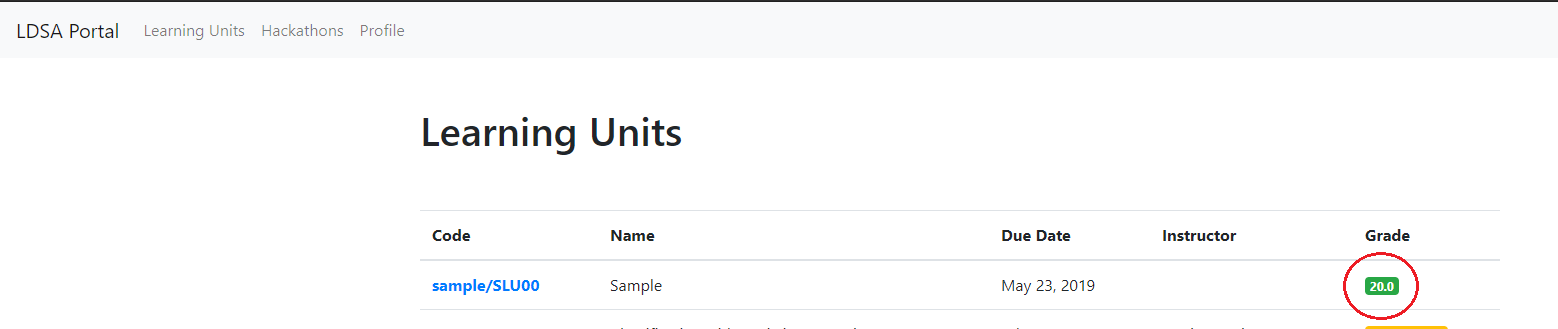 LDSA Portal Learning Units Hackathons Profile
Learning Units
Code Name Due Date Instructor Grade
sample/SLU00 Sample May 23, 2019 20.0